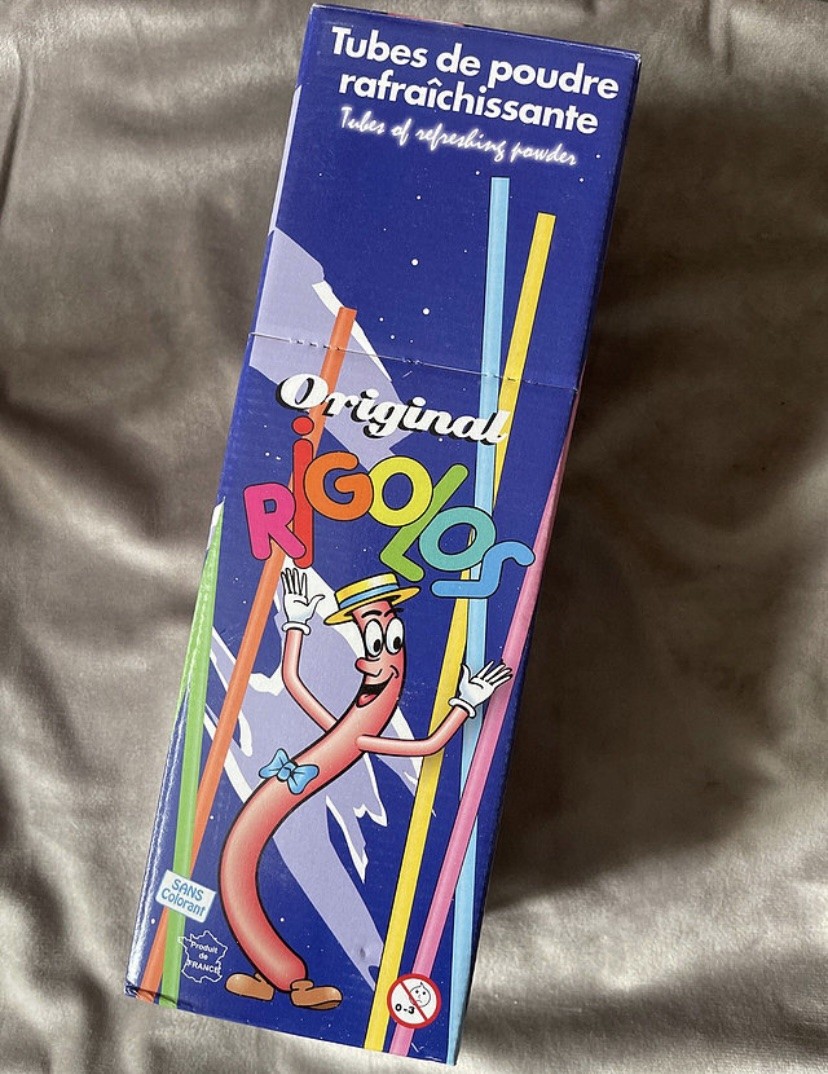 Tubes de poudre
rafraîchissante
Tubes of refreshing powder
Original
RiGOLOS
SANS
Colorant
Produit
de
FRANCE
0-3